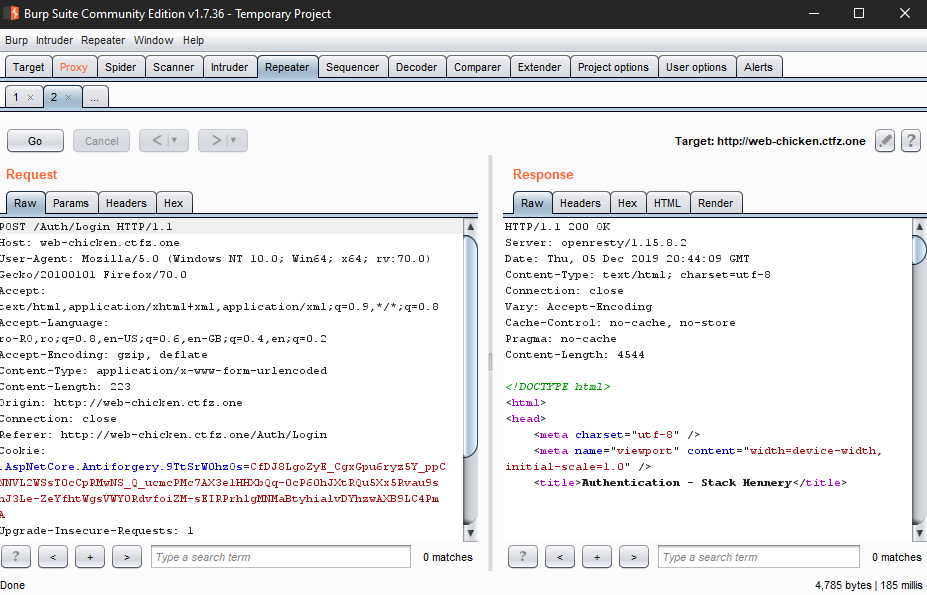 Burp Suite Community Edition v1.7.36 - Temporary Project
Burp Intruder Repeater Window Help
Target Proxy Spider Scanner Intruder Repeater Sequencer Decoder Comparer Extender Project options User options Alerts
1 × 2 × ...
Go Cancel < ▼ > ▼ Target: http://web-chicken.ctfz.one ?
Request
Raw Params Headers Hex
POST /Auth/Login HTTP/1.1
Host: web-chicken.ctfz.one
User-Agent: Mozilla/5.0 (Windows NT 10.0; Win64; x64; rv:70.0)
Gecko/20100101 Firefox/70.0
Accept:
text/html,application/xhtml+xml,application/xml;q=0.9,*/*;q=0.8
Accept-Language:
ro-RO,ro;q=0.8,en-US;q=0.6,en-GB;q=0.4,en;q=0.2
Accept-Encoding: gzip, deflate
Content-Type: application/x-www-form-urlencoded
Content-Length: 223
Origin: http://web-chicken.ctfz.one
Connection: close
Referer: http://web-chicken.ctfz.one/Auth/Login
Cookie:
.AspNetCore.Antiforgery.9TtSrW0hz0s=CfDJ8LgoZyE_CgxGpu6ryz5Y_ppC
NNVL2WSsT0cCpRMwNS_Q_ucmcPMc7AX3elHHXbQq-0cP60hJXtRQu5Xx5Rvau9s
nJ3Le-ZeYfhtWgsVWYORdvfoiZM-sEIRPrhlgMNMaBtyhialvDYhzwAXB9LC4Pm
A
Upgrade-Insecure-Requests: 1
? < + > Type a search term 0 matches
Response
Raw Headers Hex HTML Render
HTTP/1.1 200 OK
Server: openresty/1.15.8.2
Date: Thu, 05 Dec 2019 20:44:09 GMT
Content-Type: text/html; charset=utf-8
Connection: close
Vary: Accept-Encoding
Cache-Control: no-cache, no-store
Pragma: no-cache
Content-Length: 4544
<!DOCTYPE html>
<html>
<head>
<meta charset="utf-8" />
<meta name="viewport" content="width=device-width,
initial-scale=1.0" />
<title>Authentication - Stack Hennery</title>
? < + > Type a search term 0 matches
Done 4,785 bytes | 185 millis